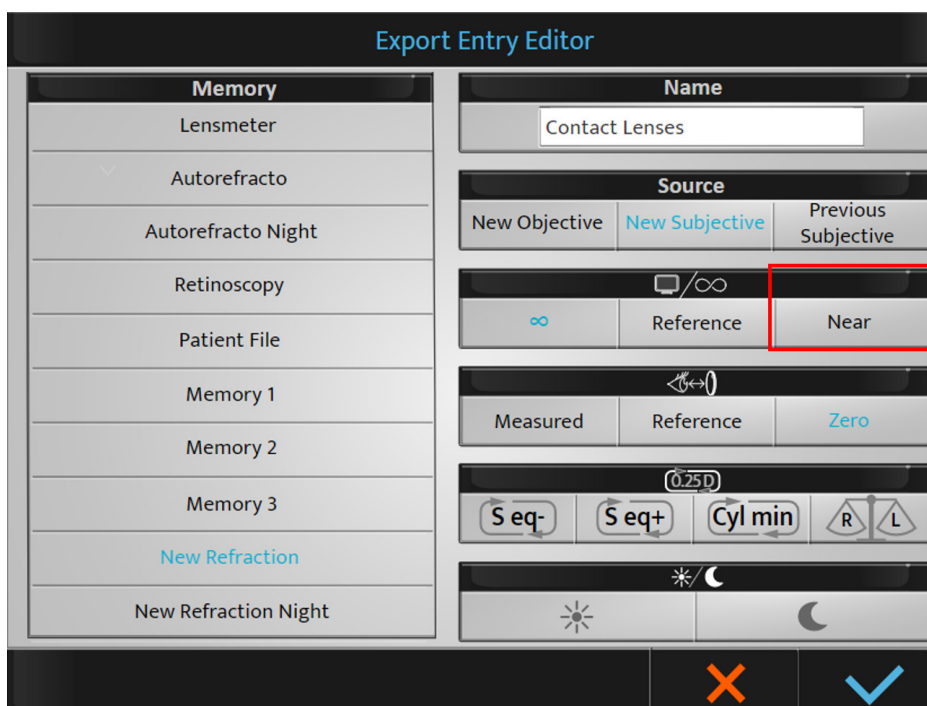 Export Entry Editor
Memory
Lensmeter
Autorefracto
Autorefracto Night
Retinoscopy
Patient File
Memory 1
Memory 2
Memory 3
New Refraction
New Refraction Night
Name
Contact Lenses
Source
New Objective
New Subjective
Previous
Subjective
/∞
∞
Reference
Near
Measured
Reference
Zero
0.25D
S eq-
S eq+
Cyl min
R L